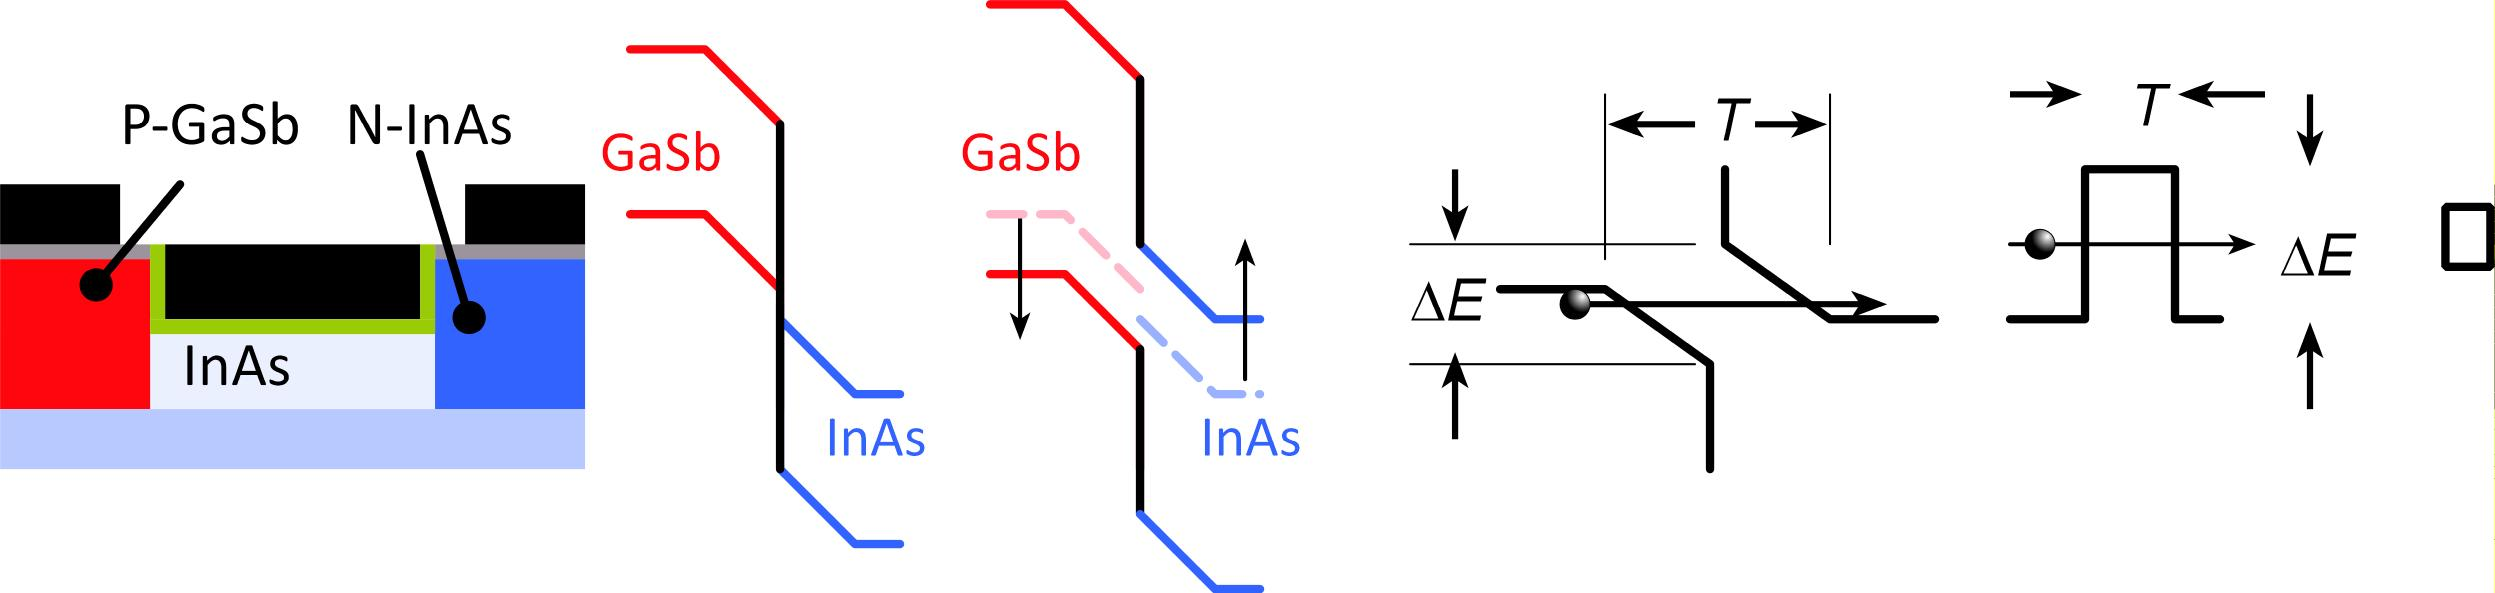 P-GaSb
N-InAs
InAs
GaSb
InAs
GaSb
InAs
T
ΔE
T
ΔE